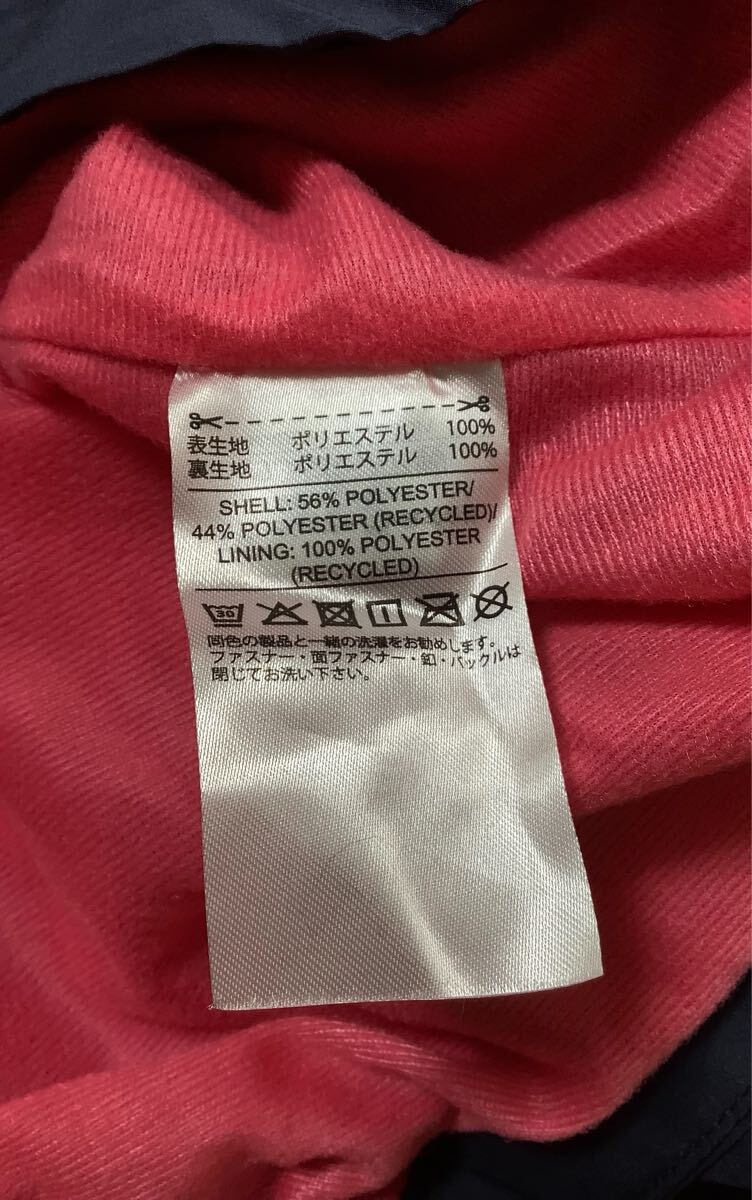 表生地 ポリエステル 100%
裏生地 ポリエステル 100%
SHELL: 56% POLYESTER/
44% POLYESTER (RECYCLED)/
LINING: 100% POLYESTER
(RECYCLED)
30
同色の製品と一緒の洗濯をお勧めします。
ファスナー・面ファスナー・釦・バックルは
閉じてお洗い下さい。